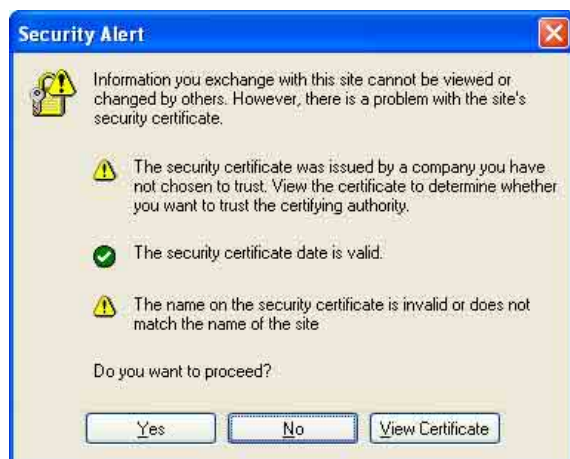 Security Alert
Information you exchange with this site cannot be viewed or
changed by others. However, there is a problem with the site's
security certificate.
The security certificate was issued by a company you have
not chosen to trust. View the certificate to determine whether
you want to trust the certifying authority.
The security certificate date is valid.
The name on the security certificate is invalid or does not
match the name of the site
Do you want to proceed?
Yes No View Certificate